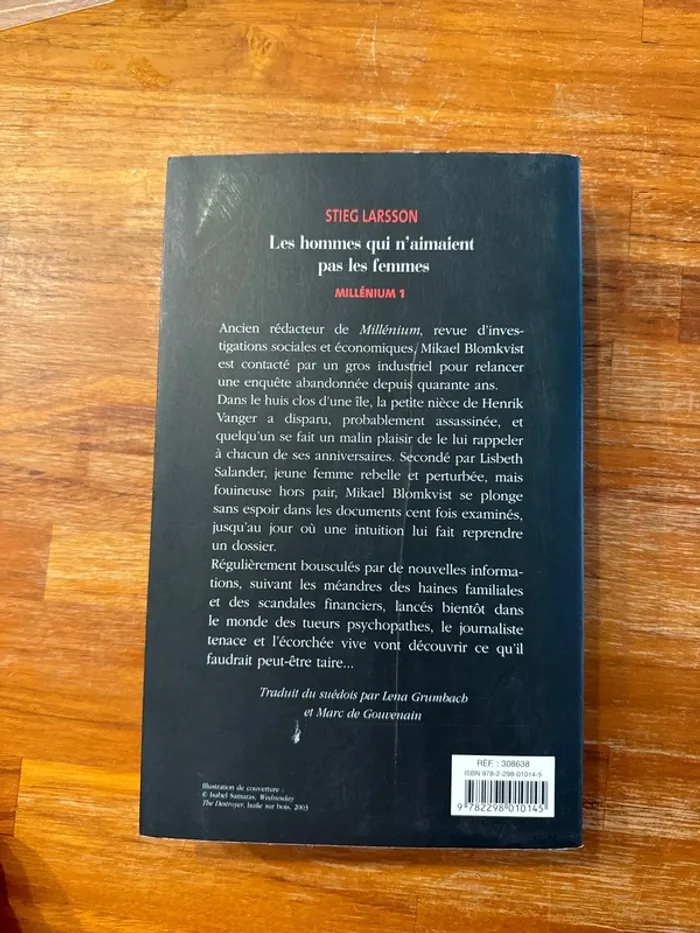 STIEG LARSSON
Les hommes qui n'aimaient
pas les femmes
MILLÉNIUM 1
Ancien rédacteur de Millénium, revue d'inves-
tigations sociales et économiques, Mikael Blomkvist
est contacté par un gros industriel pour relancer
une enquête abandonnée depuis quarante ans.
Dans le huis clos d'une île, la petite nièce de Henrik
Vanger a disparu, probablement assassinée, et
quelqu'un se fait un malin plaisir de le lui rappeler
à chacun de ses anniversaires. Secondé par Lisbeth
Salander, jeune femme rebelle et perturbée, mais
fouineuse hors pair, Mikael Blomkvist se plonge
sans espoir dans les documents cent fois examinés,
jusqu'au jour où une intuition lui fait reprendre
un dossier.
Régulièrement bousculés par de nouvelles informa-
tions, suivant les méandres des haines familiales
et des scandales financiers, lancés bientôt dans
le monde des tueurs psychopathes, le journaliste
tenace et l'écorchée vive vont découvrir ce qu'il
faudrait peut-être taire...
Traduit du suédois par Lena Grumbach
et Marc de Gouvenain
Illustration de couverture :
© Isabel Samaras, Wednesday
The Destroyer, huile sur bois, 2003
RÉF. : 308638
ISBN 978-2-298-01014-5
9 782298 010145